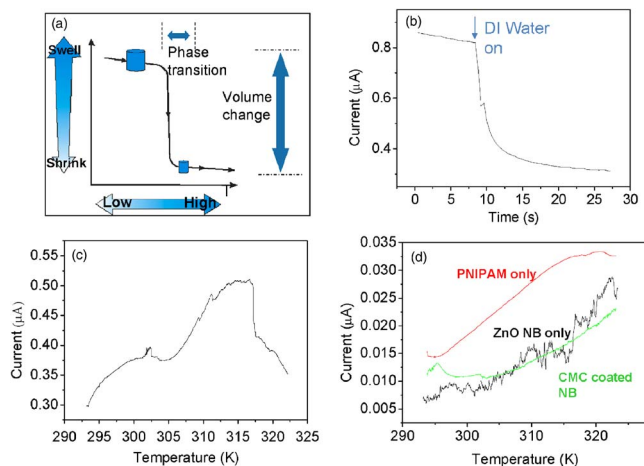 (a)
Swell
Phase
transition
Volume
change
Shrink
T
Low
High
(b)
DI Water
on
0.8
0.6
0.4
Current (μA)
0 5 10 15 20 25 30
Time (s)
(c)
0.55
0.50
0.45
0.40
0.35
0.30
Current (μA)
290 295 300 305 310 315 320 325
Temperature (K)
(d)
PNIPAM only
ZnO NB only
CMC coated
NB
0.035
0.030
0.025
0.020
0.015
0.010
0.005
Current (μA)
290 300 310 320
Temperature (K)